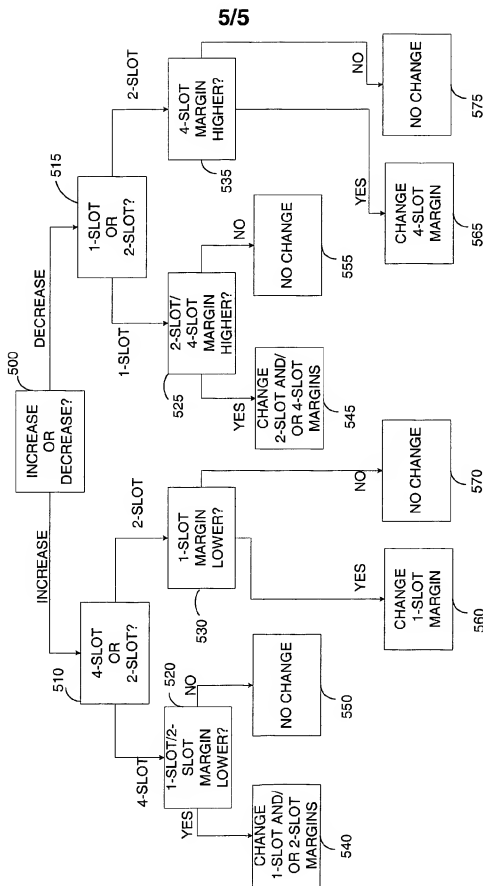 5/5
500
INCREASE
OR
DECREASE?
INCREASE
DECREASE
510
4-SLOT
OR
2-SLOT?
515
1-SLOT
OR
2-SLOT?
4-SLOT
2-SLOT
1-SLOT
2-SLOT
520
1-SLOT/2-
SLOT
MARGIN
LOWER?
530
1-SLOT
MARGIN
LOWER?
525
2-SLOT/
4-SLOT
MARGIN
HIGHER?
535
4-SLOT
MARGIN
HIGHER?
YES
NO
YES
NO
YES
NO
YES
NO
CHANGE
1-SLOT AND/
OR 2-SLOT
MARGINS
540
NO CHANGE
550
CHANGE
1-SLOT
MARGIN
560
NO CHANGE
570
CHANGE
2-SLOT AND/
OR 4-SLOT
MARGINS
545
NO CHANGE
555
CHANGE
4-SLOT
MARGIN
565
NO CHANGE
575